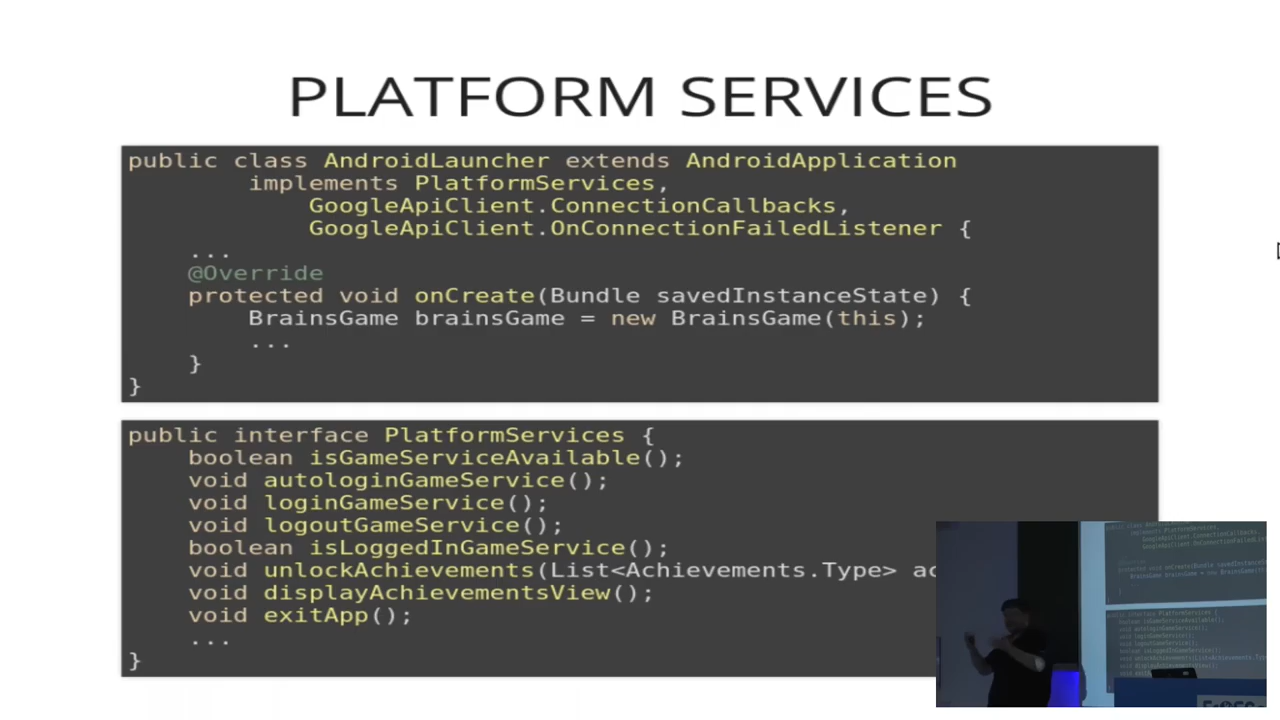 PLATFORM SERVICES
public class AndroidLauncher extends AndroidApplication
implements PlatformServices,
GoogleApiClient.ConnectionCallbacks,
GoogleApiClient.OnConnectionFailedListener {
...
@Override
protected void onCreate(Bundle savedInstanceState) {
BrainsGame brainsGame = new BrainsGame(this);
...
}
}
public interface PlatformServices {
boolean isGameServiceAvailable();
void autologinGameService();
void loginGameService();
void logoutGameService();
boolean isLoggedInGameService();
void unlockAchievements(List<Achievements.Type> ac
void displayAchievementsView();
void exitApp();
...
}